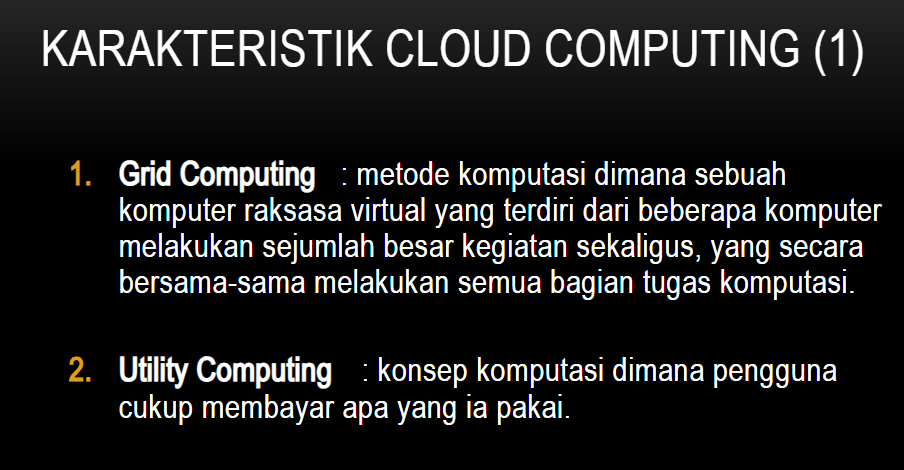 KARAKTERISTIK CLOUD COMPUTING (1)
1. Grid Computing : metode komputasi dimana sebuah
komputer raksasa virtual yang terdiri dari beberapa komputer
melakukan sejumlah besar kegiatan sekaligus, yang secara
bersama-sama melakukan semua bagian tugas komputasi.
2. Utility Computing : konsep komputasi dimana pengguna
cukup membayar apa yang ia pakai.